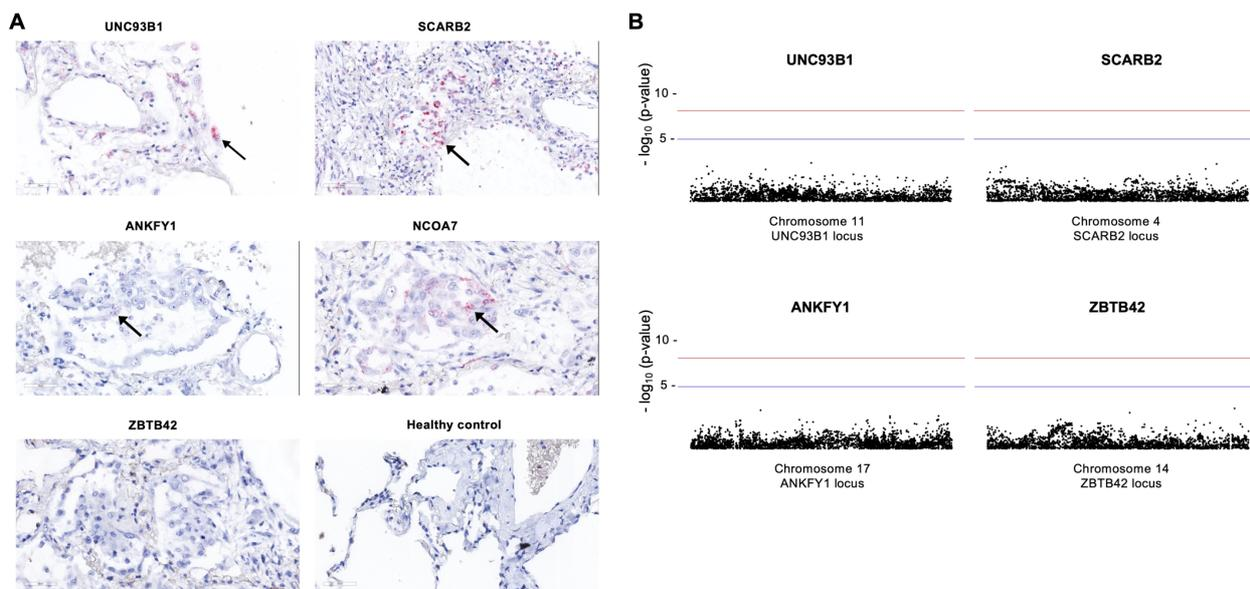 A
UNC93B1
SCARB2
ANKFY1
NCOA7
ZBTB42
Healthy control
B
UNC93B1
SCARB2
- log10 (p-value)
10 -
5 -
Chromosome 11
UNC93B1 locus
Chromosome 4
SCARB2 locus
ANKFY1
ZBTB42
- log10 (p-value)
10 -
5 -
Chromosome 17
ANKFY1 locus
Chromosome 14
ZBTB42 locus